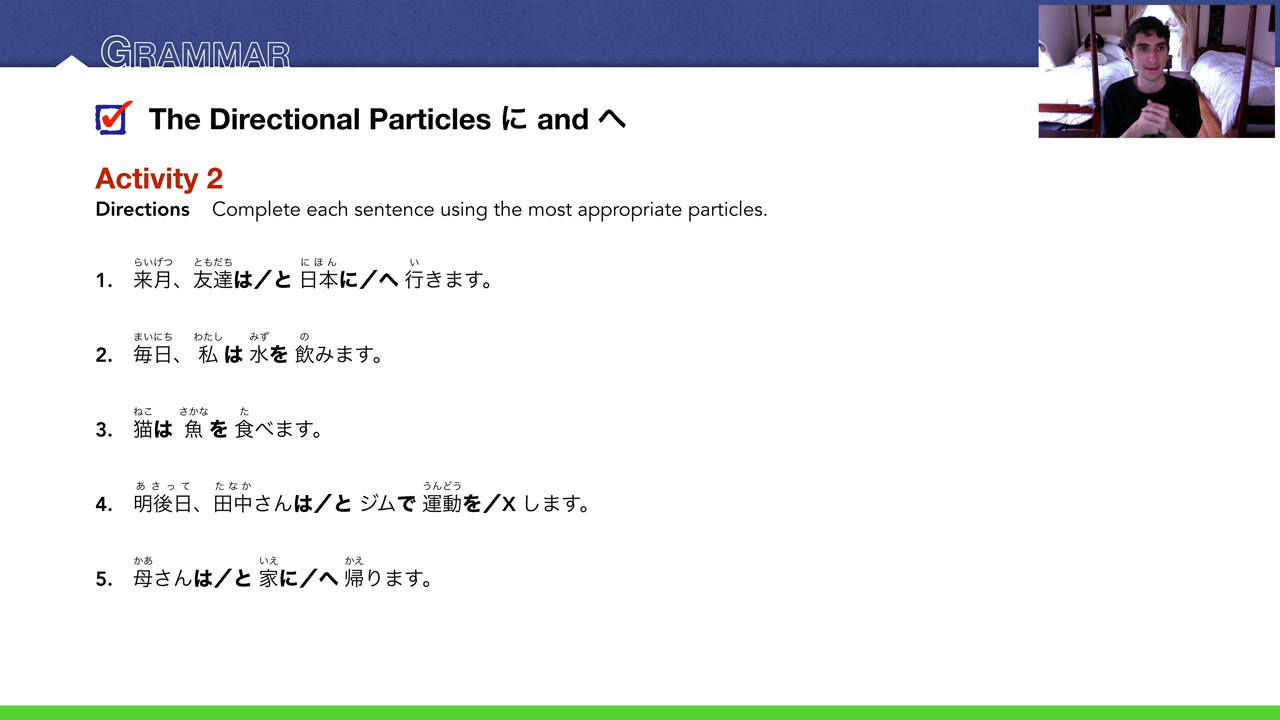 GRAMMAR
The Directional Particles に and へ
Activity 2
Directions Complete each sentence using the most appropriate particles.
らいげつ ともだち にほん い
1. 来月、友達は／と 日本に／へ 行きます。
まいにち わたし みず の
2. 毎日、私は 水を 飲みます。
ねこ さかな た
3. 猫は 魚を 食べます。
あさって たなか うんどう
4. 明後日、田中さんは／と ジムで 運動を／X します。
かあ いえ かえ
5. 母さんは／と 家に／へ 帰ります。